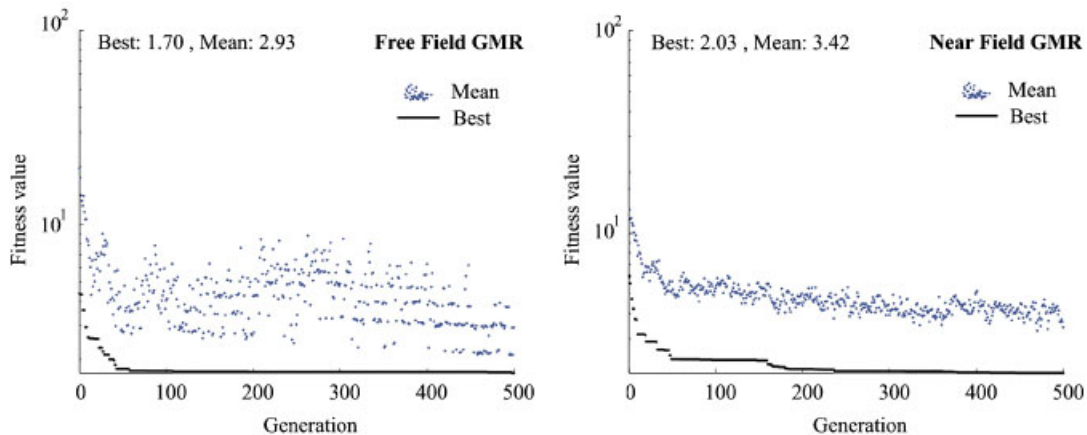 10²
Best: 1.70 , Mean: 2.93
Free Field GMR
Mean
Best
Fitness value
10¹
0
100
200
300
400
500
Generation
10²
Best: 2.03 , Mean: 3.42
Near Field GMR
Mean
Best
Fitness value
10¹
0
100
200
300
400
500
Generation